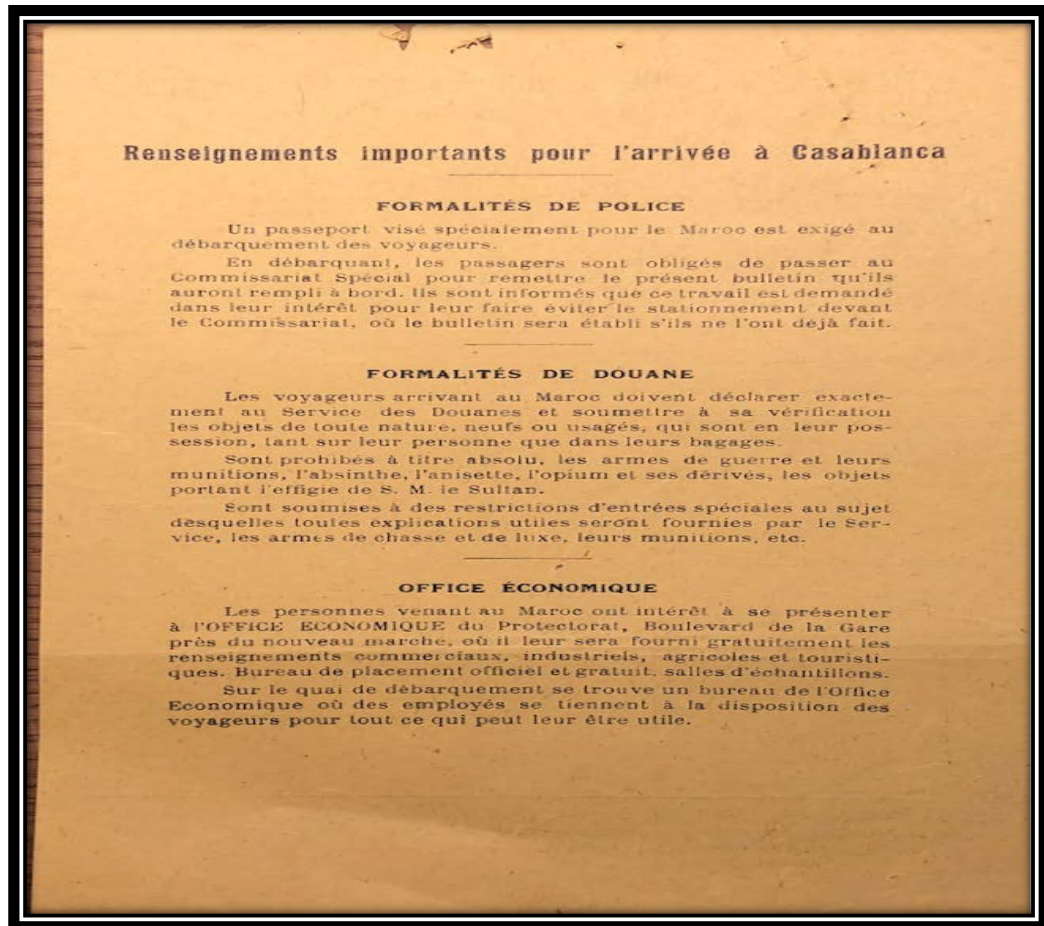 Renseignements importants pour l'arrivée à Casablanca
FORMALITÉS DE POLICE
Un passeport visé spécialement pour le Maroc est exigé au
débarquement des voyageurs.
En débarquant, les passagers sont obligés de passer au
Commissariat Spécial pour remettre le présent bulletin qu'ils
auront rempli à bord. Ils sont informés que ce travail est demandé
dans leur intérêt pour leur faire éviter le stationnement devant
le Commissariat, où le bulletin sera établi s'ils ne l'ont déjà fait.
FORMALITÉS DE DOUANE
Les voyageurs arrivant au Maroc doivent déclarer exacte-
ment au Service des Douanes et soumettre à sa vérification
les objets de toute nature, neufs ou usagés, qui sont en leur pos-
session, tant sur leur personne que dans leurs bagages.
Sont prohibés à titre absolu, les armes de guerre et leurs
munitions, l'absinthe, l'anisette, l'opium et ses dérivés, les objets
portant l'effigie de S. M. le Sultan.
Sont soumises à des restrictions d'entrées spéciales au sujet
desquelles toutes explications utiles seront fournies par le Ser-
vice, les armes de chasse et de luxe, leurs munitions, etc.
OFFICE ÉCONOMIQUE
Les personnes venant au Maroc ont intérêt à se présenter
à l'OFFICE ECONOMIQUE du Protectorat, Boulevard de la Gare
près du nouveau marche, où il leur sera fourni gratuitement les
renseignements commerciaux, industriels, agricoles et touristi-
ques. Bureau de placement officiel et gratuit, salles d'échantillons.
Sur le quai de débarquement se trouve un bureau de l'Office
Economique où des employés se tiennent à la disposition des
voyageurs pour tout ce qui peut leur être utile.